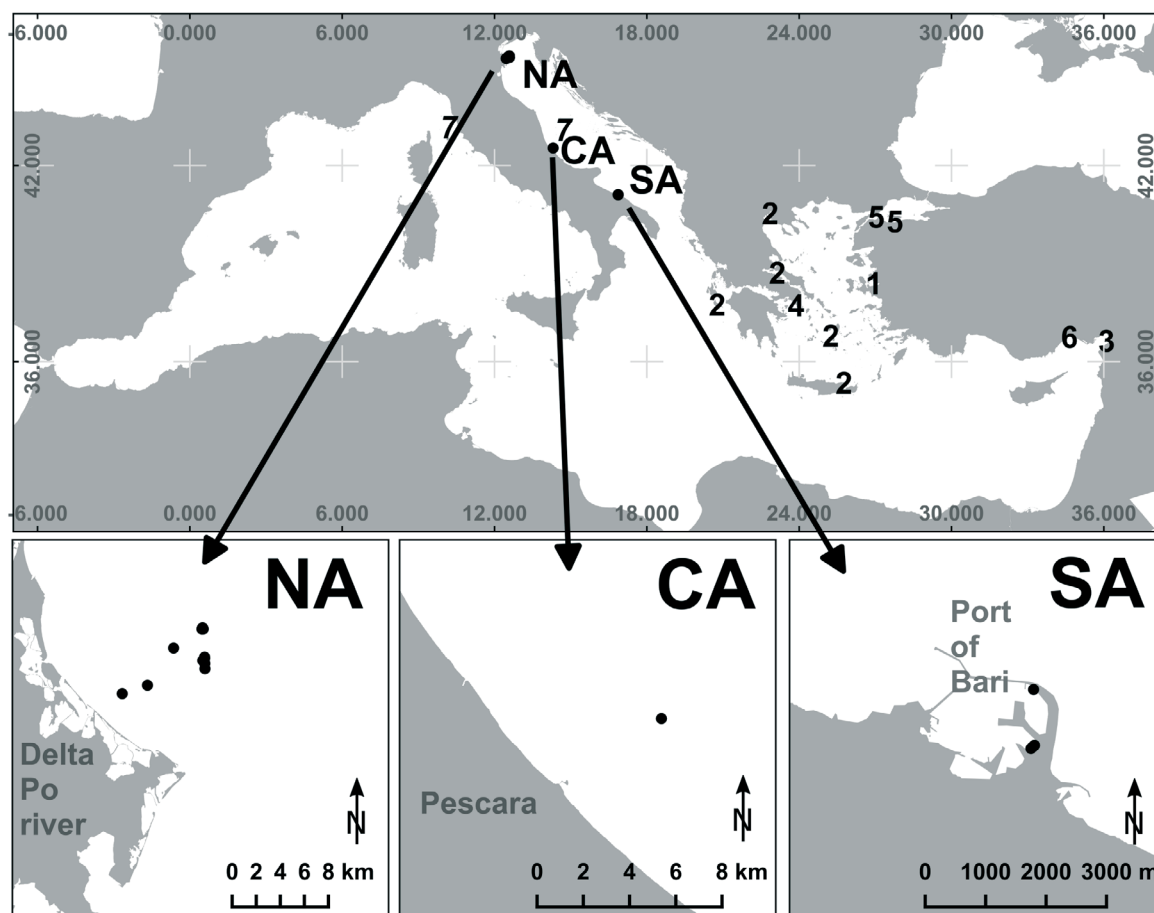 6.000 0.000 6.000 12.000 18.000 24.000 30.000 36.000
NA
7
7
CA
42.000
42.000
SA
2
5
5
2
1
2
4
2
6
3
36.000
36.000
2
6.000 0.000 6.000 12.000 18.000 24.000 30.000 36.000
NA
Delta
Po
river
N
0 2 4 6 8 km
CA
Pescara
N
0 2 4 6 8 km
SA
Port
of
Bari
N
0 1000 2000 3000 m